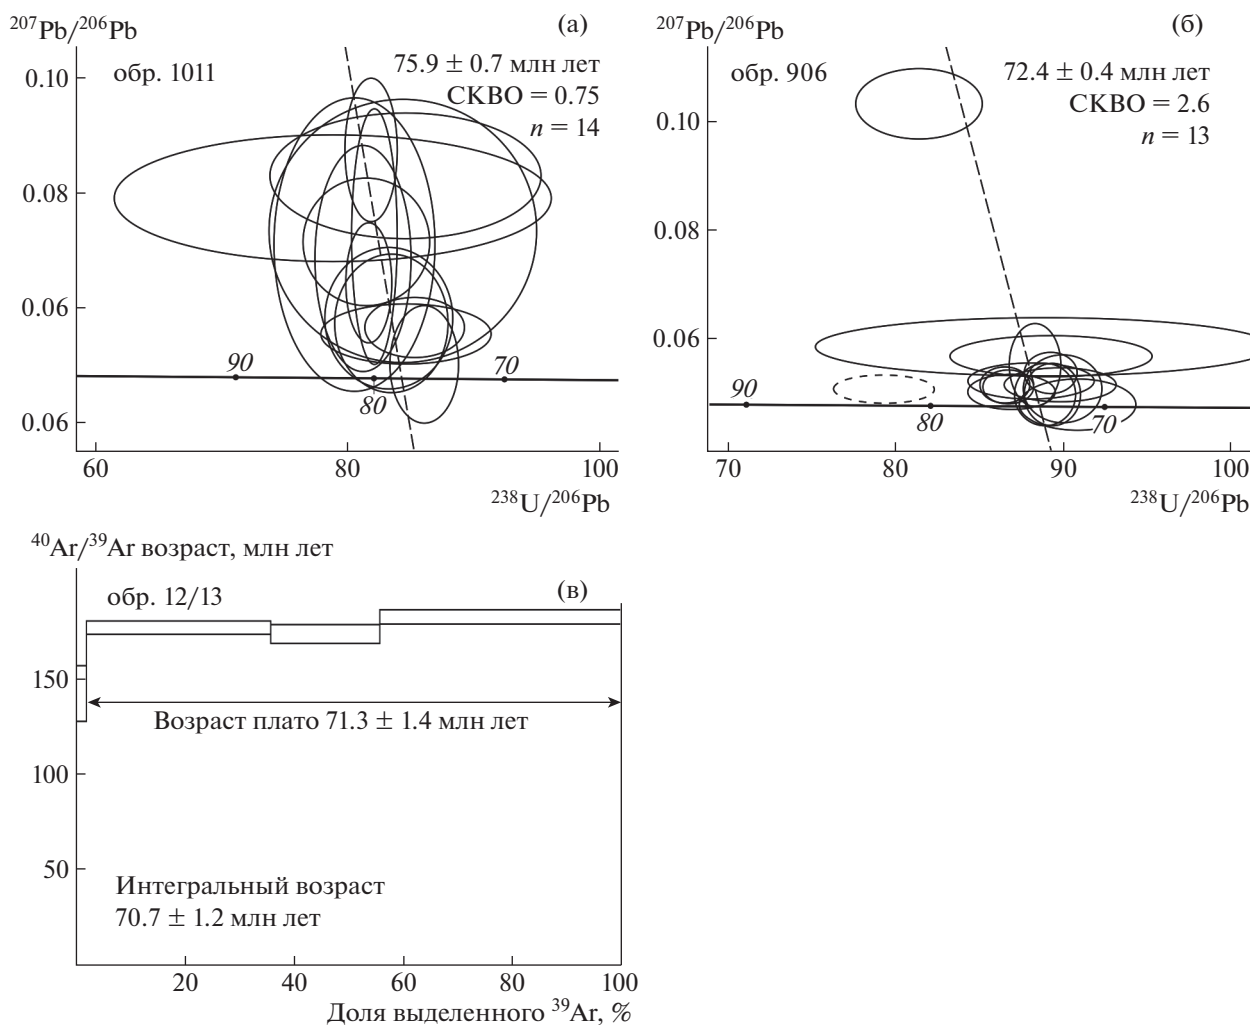 ²⁰⁷Pb/²⁰⁶Pb
(а)
обр. 1011
75.9 ± 0.7 млн лет
СКВО = 0.75
n = 14
0.10
0.08
0.06
0.06
90
80
70
60
80
100
²³⁸U/²⁰⁶Pb
²⁰⁷Pb/²⁰⁶Pb
(б)
обр. 906
72.4 ± 0.4 млн лет
СКВО = 2.6
n = 13
0.10
0.08
0.06
90
80
70
70
80
90
100
²³⁸U/²⁰⁶Pb
⁴⁰Ar/³⁹Ar возраст, млн лет
(в)
обр. 12/13
150
100
50
Возраст плато 71.3 ± 1.4 млн лет
Интегральный возраст
70.7 ± 1.2 млн лет
20
40
60
80
100
Доля выделенного ³⁹Ar, %